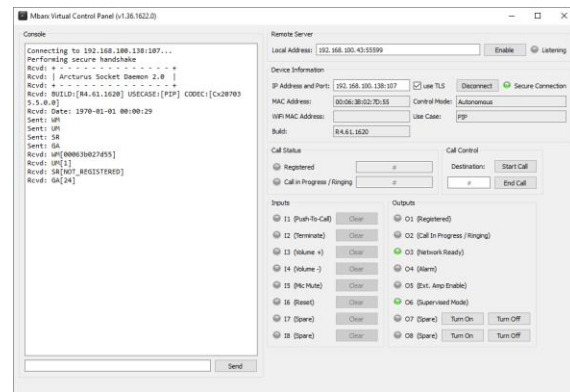 Mbarx Virtual Control Panel (v1.36.1622.0)
Console
Connecting to 192.168.100.138:107...
Performing secure handshake
Rcvd: + - - - - - - - - - - - - - - +
Rcvd: | Arcturus Socket Daemon 2.0 |
Rcvd: + - - - - - - - - - - - - - - +
Rcvd: BUILD:[R4.61.1620] USECASE:[PIP] CODEC:[Cx20703
5.5.0.0]
Rcvd: Date: 1970-01-01 00:00:29
Sent: WM
Sent: UM
Sent: SR
Sent: GA
Rcvd: WM[00063b027d55]
Rcvd: UM[1]
Rcvd: SR[NOT_REGISTERED]
Rcvd: GA[24]
Send
Remote Server
Local Address: 192.168.100.43:55599 Enable Listening
Device Information
IP Address and Port: 192.168.100.138:107 use TLS Disconnect Secure Connection
MAC Address: 00:06:3B:02:7D:55 Control Mode: Autonomous
WiFi MAC Address: Use Case: PIP
Build: R4.61.1620
Call Status
Registered #
Call in Progress / Ringing #
Call Control
Destination: Start Call
# End Call
Inputs
I1 (Push-To-Call) Clear
I2 (Terminate) Clear
I3 (Volume +) Clear
I4 (Volume -) Clear
I5 (Mic Mute) Clear
I6 (Reset) Clear
I7 (Spare) Clear
I8 (Spare) Clear
Outputs
O1 (Registered)
O2 (Call In Progress / Ringing)
O3 (Network Ready)
O4 (Alarm)
O5 (Ext. Amp Enable)
O6 (Supervised Mode)
O7 (Spare) Turn On Turn Off
O8 (Spare) Turn On Turn Off